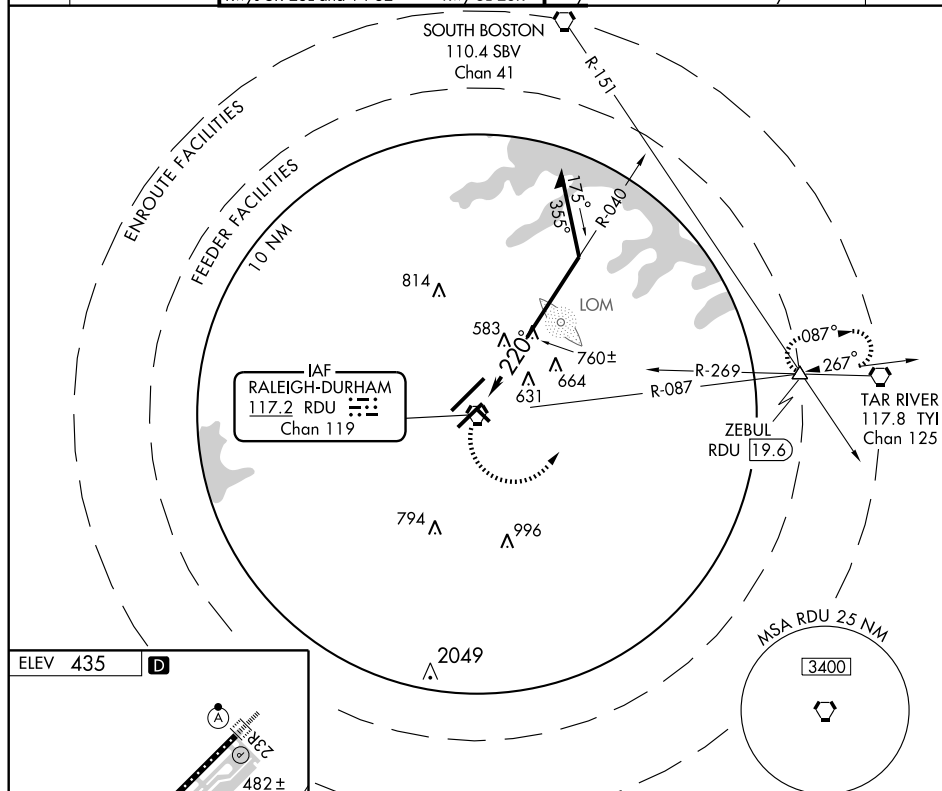 SOUTH BOSTON
110.4 SBV
Chan 41
R-151
ENROUTE FACILITIES
FEEDER FACILITIES
10 NM
175°
355°
R-040
814
LOM
583
220°
760±
664
631
087°
267°
R-269
R-087
IAF
RALEIGH-DURHAM
117.2 RDU
Chan 119
TAR RIVER
117.8 TYI
Chan 125
ZEBUL
RDU 19.6
794
996
2049
MSA RDU 25 NM
3400
ELEV 435 D
A
23R
P
482±